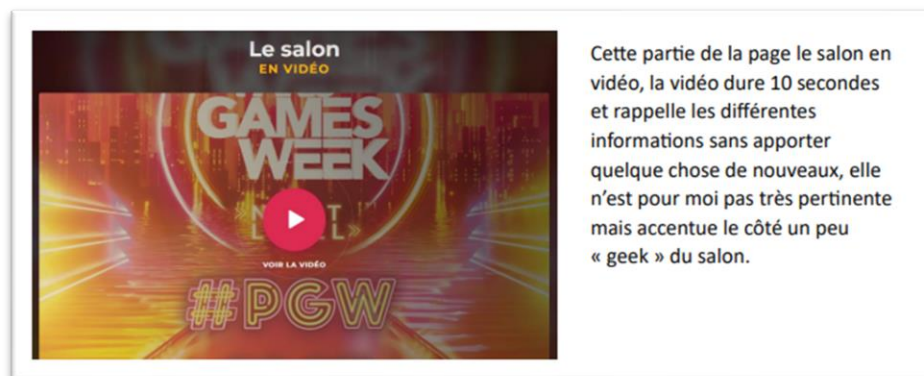 Le salon
EN VIDÉO
GAMES
WEEK
VOIR LA VIDÉO
#PGW
Cette partie de la page le salon en
vidéo, la vidéo dure 10 secondes
et rappelle les différentes
informations sans apporter
quelque chose de nouveaux, elle
n’est pour moi pas très pertinente
mais accentue le côté un peu
« geek » du salon.